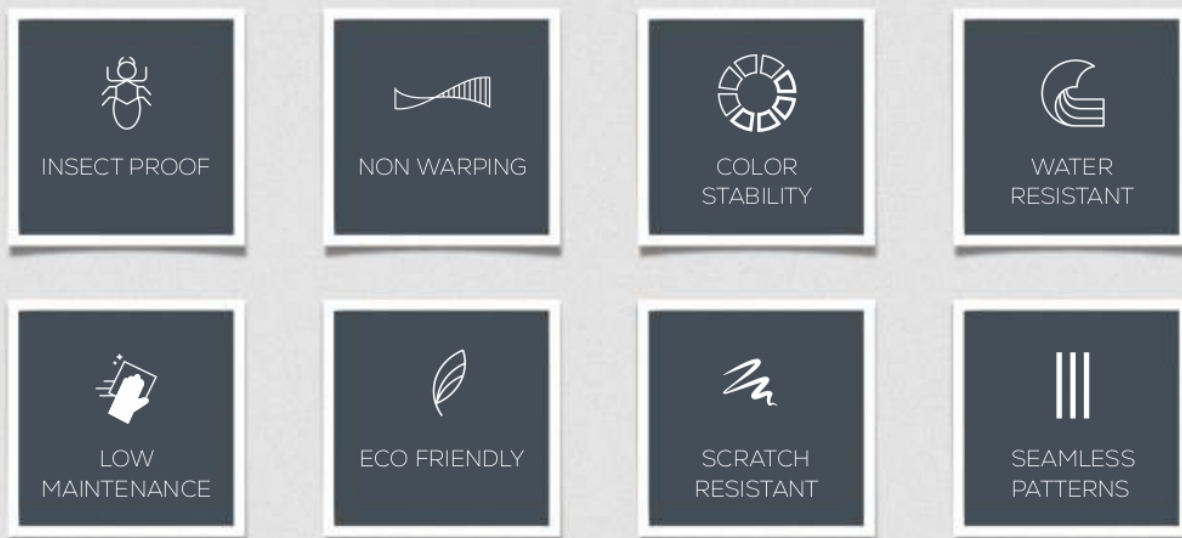 INSECT PROOF
NON WARPING
COLOR
STABILITY
WATER
RESISTANT
LOW
MAINTENANCE
ECO FRIENDLY
SCRATCH
RESISTANT
SEAMLESS
PATTERNS